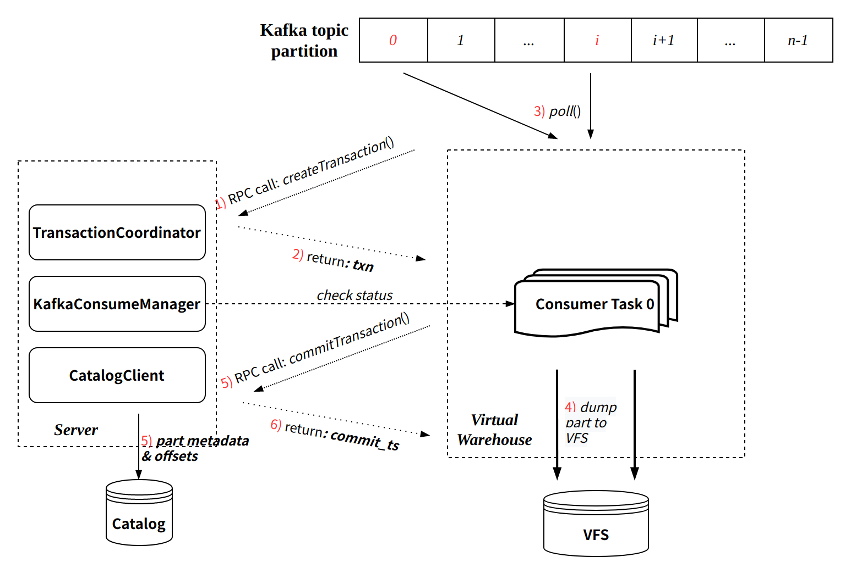 Kafka topic
partition
0 1 ... i i+1 ... n-1
3) poll()
1) RPC call: createTransaction()
TransactionCoordinator
2) return: txn
KafkaConsumeManager
check status
Consumer Task 0
5) RPC call: commitTransaction()
CatalogClient
Server
6) return: commit_ts
Virtual
Warehouse
4) dump
part to
VFS
5) part metadata
& offsets
Catalog
VFS